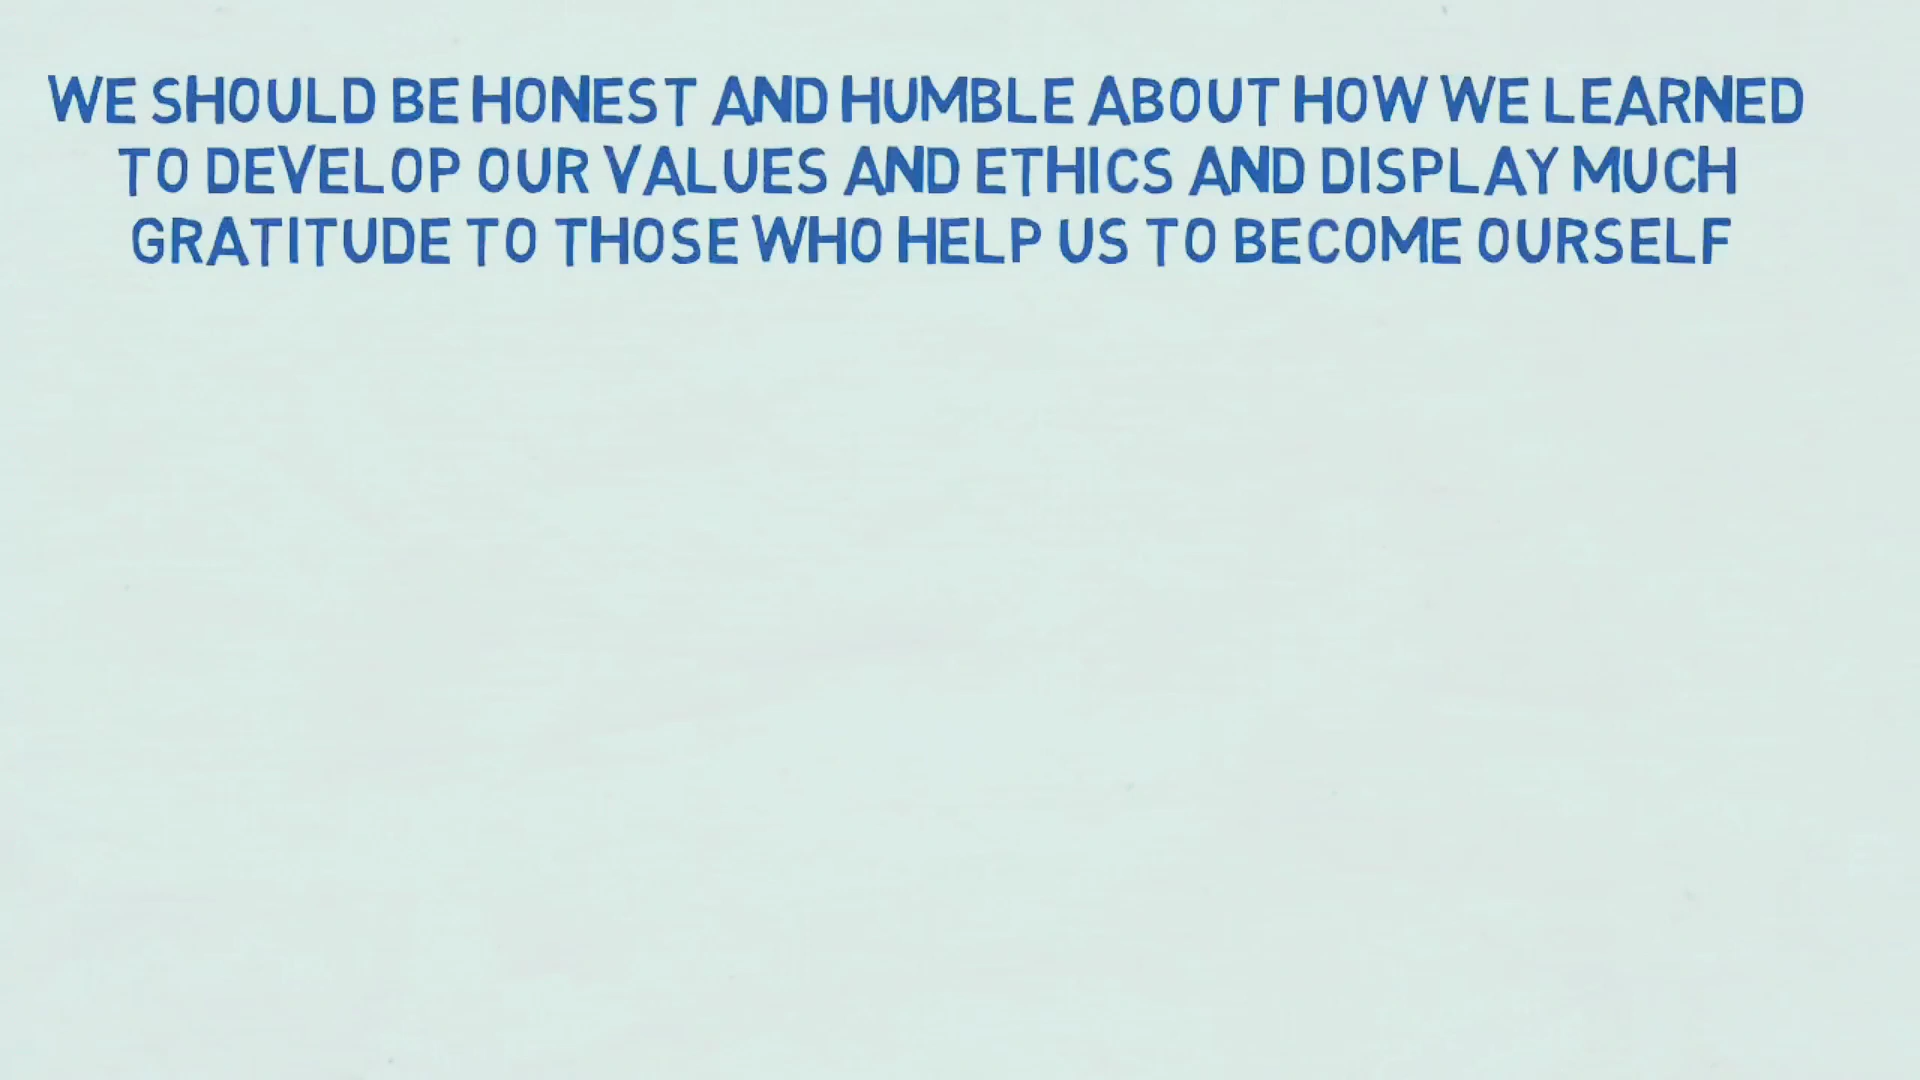 WE SHOULD BE HONEST AND HUMBLE ABOUT HOW WE LEARNED
TO DEVELOP OUR VALUES AND ETHICS AND DISPLAY MUCH
GRATITUDE TO THOSE WHO HELP US TO BECOME OURSELF